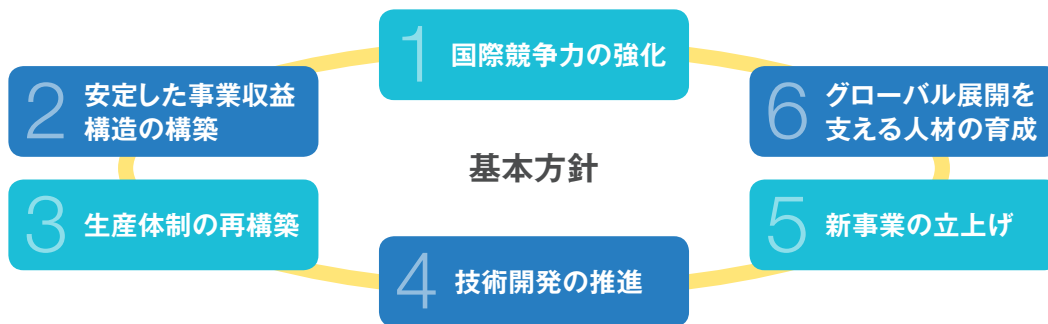 1 国際競争力の強化
2 安定した事業収益
構造の構築
3 生産体制の再構築
4 技術開発の推進
5 新事業の立上げ
6 グローバル展開を
支える人材の育成
基本方針